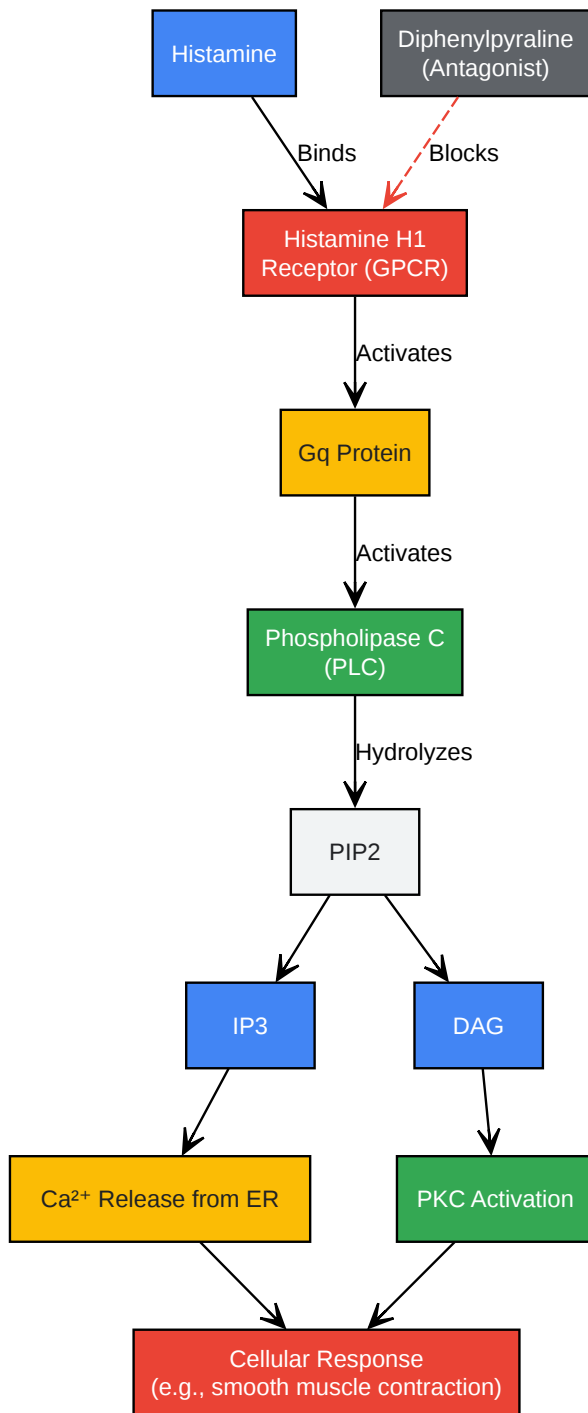 Histamine
Diphenylpyraline
(Antagonist)
Binds
Blocks
Histamine H1
Receptor (GPCR)
Activates
Gq Protein
Activates
Phospholipase C
(PLC)
Hydrolyzes
PIP2
IP3
DAG
Ca²⁺ Release from ER
PKC Activation
Cellular Response
(e.g., smooth muscle contraction)